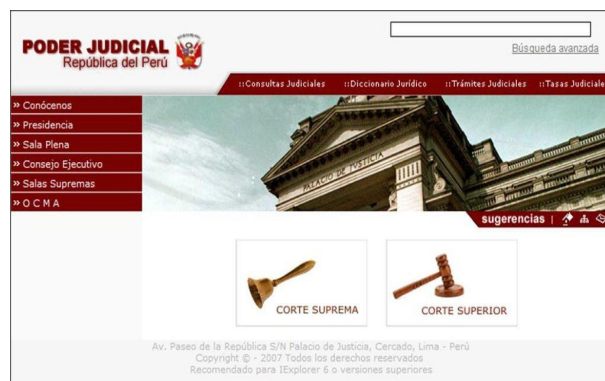 PODER JUDICIAL
República del Perú
Búsqueda avanzada
::Consultas Judiciales ::Diccionario Jurídico ::Trámites Judiciales ::Tasas Judiciale
» Conócenos
» Presidencia
» Sala Plena
» Consejo Ejecutivo
» Salas Supremas
» O C M A
PALACIO DE JUSTICIA
sugerencias |
CORTE SUPREMA
CORTE SUPERIOR
Av. Paseo de la República S/N Palacio de Justicia, Cercado, Lima - Perú
Copyright © - 2007 Todos los derechos reservados
Recomendado para IExplorer 6 o versiones superiores